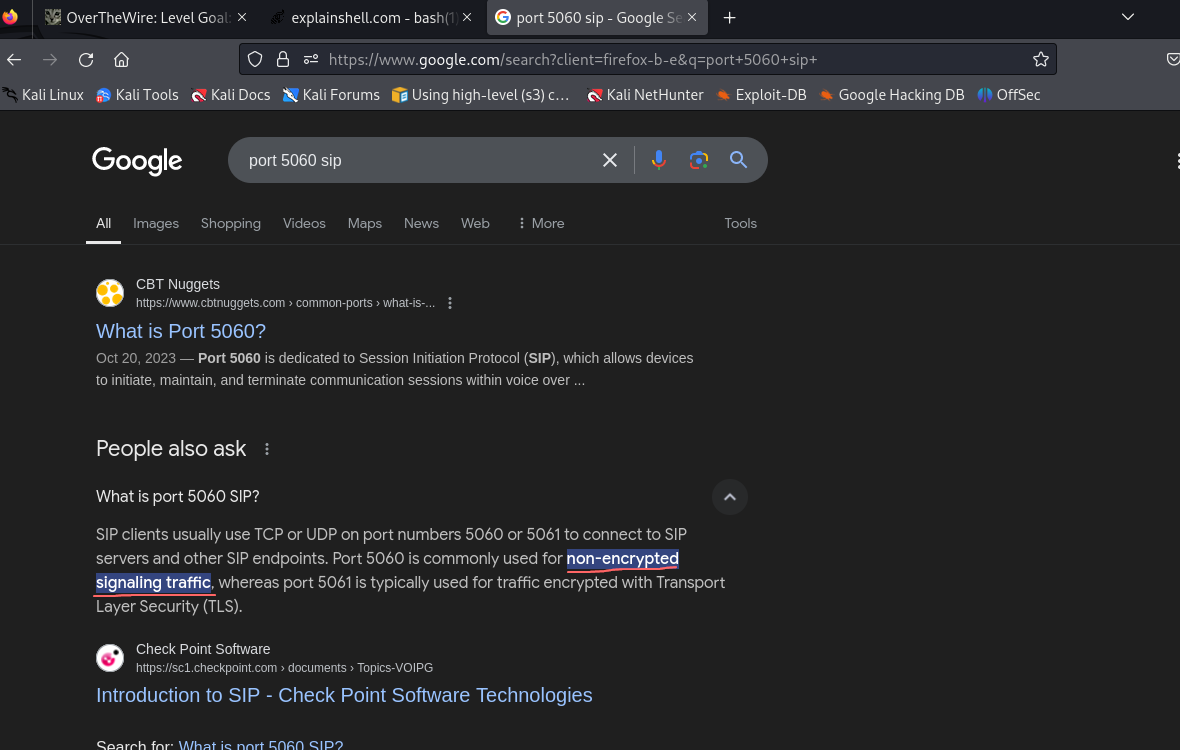 OverTheWire: Level Goal:
explainshell.com - bash(1)
port 5060 sip - Google Se
https://www.google.com/search?client=firefox-b-e&q=port+5060+sip+
Kali Linux
Kali Tools
Kali Docs
Kali Forums
Using high-level (s3) c…
Kali NetHunter
Exploit-DB
Google Hacking DB
OffSec
Google
port 5060 sip
All
Images
Shopping
Videos
Maps
News
Web
More
Tools
CBT Nuggets
https://www.cbtnuggets.com › common-ports › what-is-...
What is Port 5060?
Oct 20, 2023 — Port 5060 is dedicated to Session Initiation Protocol (SIP), which allows devices
to initiate, maintain, and terminate communication sessions within voice over ...
People also ask
What is port 5060 SIP?
SIP clients usually use TCP or UDP on port numbers 5060 or 5061 to connect to SIP
servers and other SIP endpoints. Port 5060 is commonly used for non-encrypted
signaling traffic, whereas port 5061 is typically used for traffic encrypted with Transport
Layer Security (TLS).
Check Point Software
https://sc1.checkpoint.com › documents › Topics-VOIPG
Introduction to SIP - Check Point Software Technologies
Search for: What is port 5060 SIP?